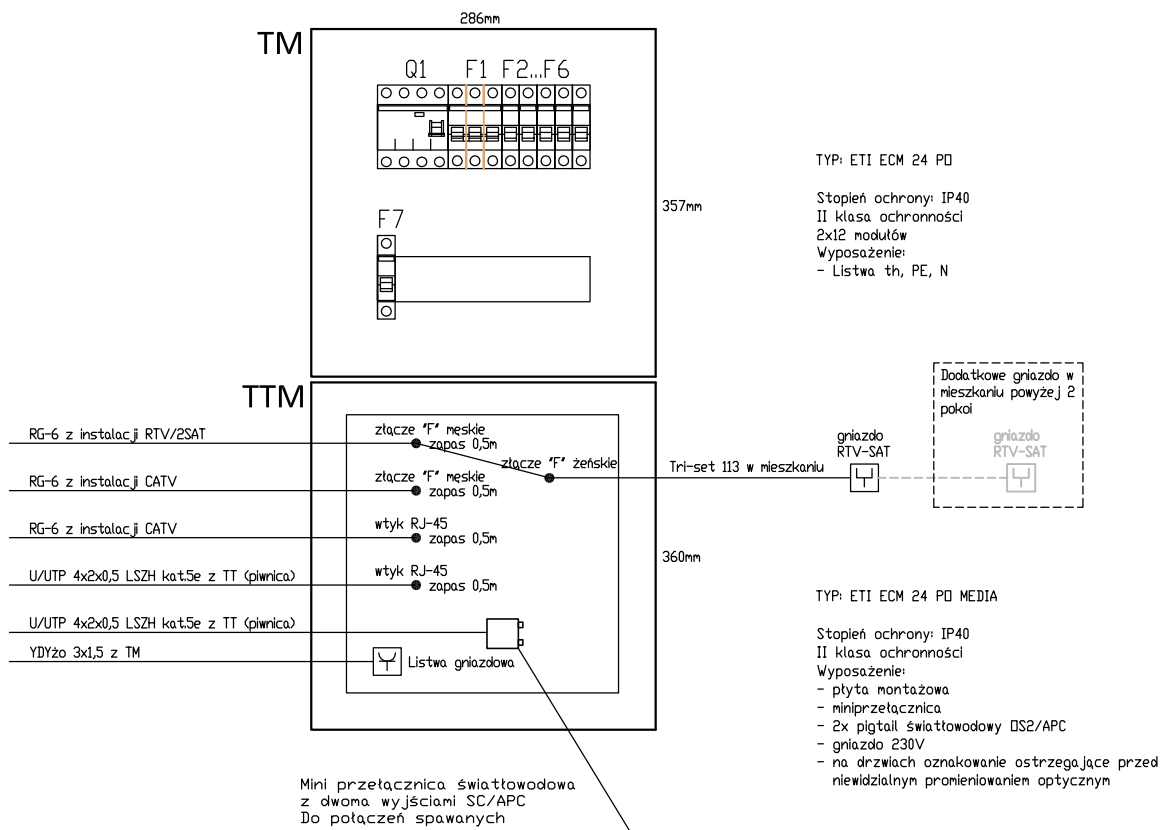 286mm
TM
Q1 F1 F2...F6
TYP: ETI ECM 24 PO
Stopień ochrony: IP40
357mm
F7
II klasa ochronności
2x12 modułów
Wyposażenie:
- Listwa th, PE, N
TTM
Dodatkowe gniazdo w
mieszkaniu powyżej 2
pokoi
RG-6 z instalacji RTV/2SAT
złącze "F" męskie
zapas 0,5m
złącze "F" żeńskie
Tri-set 113 w mieszkaniu
gniazdo
RTV-SAT
gniazdo
RTV-SAT
RG-6 z instalacji CATV
złącze "F" męskie
zapas 0,5m
RG-6 z instalacji CATV
wtyk RJ-45
zapas 0,5m
360mm
U/UTP 4x2x0,5 LSZH kat.5e z TT (piwnica)
wtyk RJ-45
zapas 0,5m
U/UTP 4x2x0,5 LSZH kat.5e z TT (piwnica)
YDYżo 3x1,5 z TM
Listwa gniazdowa
TYP: ETI ECM 24 PO MEDIA
Stopień ochrony: IP40
II klasa ochronności
Wyposażenie:
- płyta montażowa
- miniprzełącznica
- 2x pigtail światłowodowy OS2/APC
- gniazdo 230V
- na drzwiach oznakowanie ostrzegające przed
niewidzialnym promieniowaniem optycznym
Mini przełącznica światłowodowa
z dwoma wyjściami SC/APC
Do połączeń spawanych